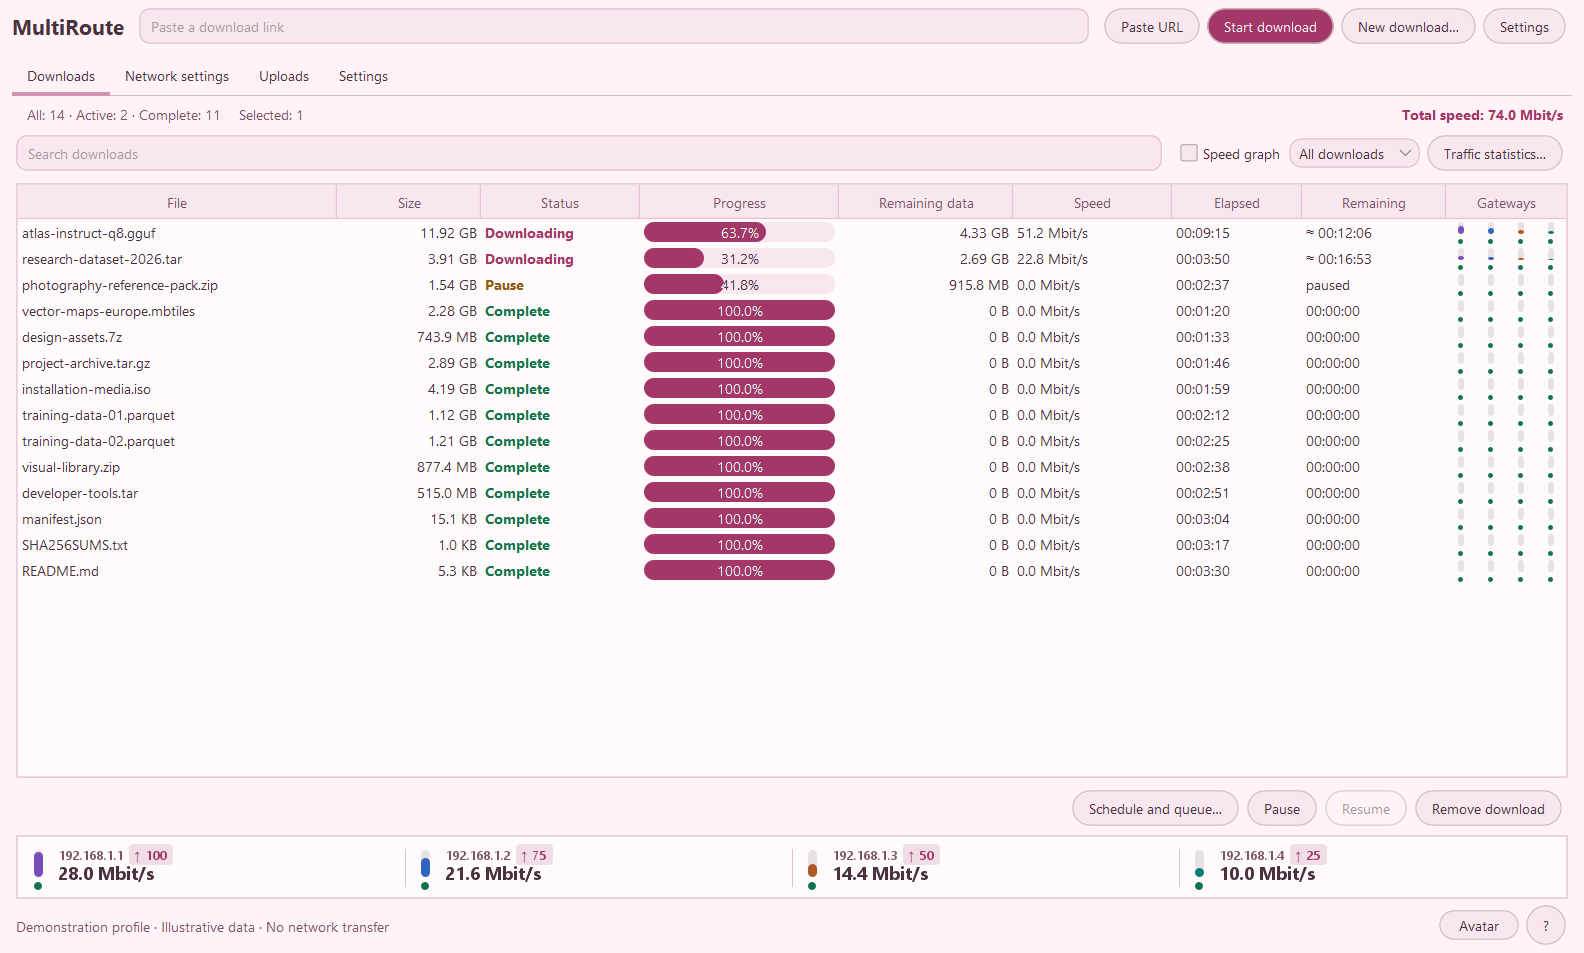 MultiRoute Paste a download link Paste URL Start download New download... Settings
Downloads Network settings Uploads Settings
All: 14 · Active: 2 · Complete: 11 Selected: 1 Total speed: 74.0 Mbit/s
Search downloads Speed graph All downloads Traffic statistics...
File Size Status Progress Remaining data Speed Elapsed Remaining Gateways
atlas-instruct-q8.gguf 11.92 GB Downloading 63.7% 4.33 GB 51.2 Mbit/s 00:09:15 ≈ 00:12:06
research-dataset-2026.tar 3.91 GB Downloading 31.2% 2.69 GB 22.8 Mbit/s 00:03:50 ≈ 00:16:53
photography-reference-pack.zip 1.54 GB Pause 41.8% 915.8 MB 0.0 Mbit/s 00:02:37 paused
vector-maps-europe.mbtiles 2.28 GB Complete 100.0% 0 B 0.0 Mbit/s 00:01:20 00:00:00
design-assets.7z 743.9 MB Complete 100.0% 0 B 0.0 Mbit/s 00:01:33 00:00:00
project-archive.tar.gz 2.89 GB Complete 100.0% 0 B 0.0 Mbit/s 00:01:46 00:00:00
installation-media.iso 4.19 GB Complete 100.0% 0 B 0.0 Mbit/s 00:01:59 00:00:00
training-data-01.parquet 1.12 GB Complete 100.0% 0 B 0.0 Mbit/s 00:02:12 00:00:00
training-data-02.parquet 1.21 GB Complete 100.0% 0 B 0.0 Mbit/s 00:02:25 00:00:00
visual-library.zip 877.4 MB Complete 100.0% 0 B 0.0 Mbit/s 00:02:38 00:00:00
developer-tools.tar 515.0 MB Complete 100.0% 0 B 0.0 Mbit/s 00:02:51 00:00:00
manifest.json 15.1 KB Complete 100.0% 0 B 0.0 Mbit/s 00:03:04 00:00:00
SHA256SUMS.txt 1.0 KB Complete 100.0% 0 B 0.0 Mbit/s 00:03:17 00:00:00
README.md 5.3 KB Complete 100.0% 0 B 0.0 Mbit/s 00:03:30 00:00:00
Schedule and queue... Pause Resume Remove download
192.168.1.1 ↑ 100 192.168.1.2 ↑ 75 192.168.1.3 ↑ 50 192.168.1.4 ↑ 25
28.0 Mbit/s 21.6 Mbit/s 14.4 Mbit/s 10.0 Mbit/s
Demonstration profile · Illustrative data · No network transfer Avatar ?